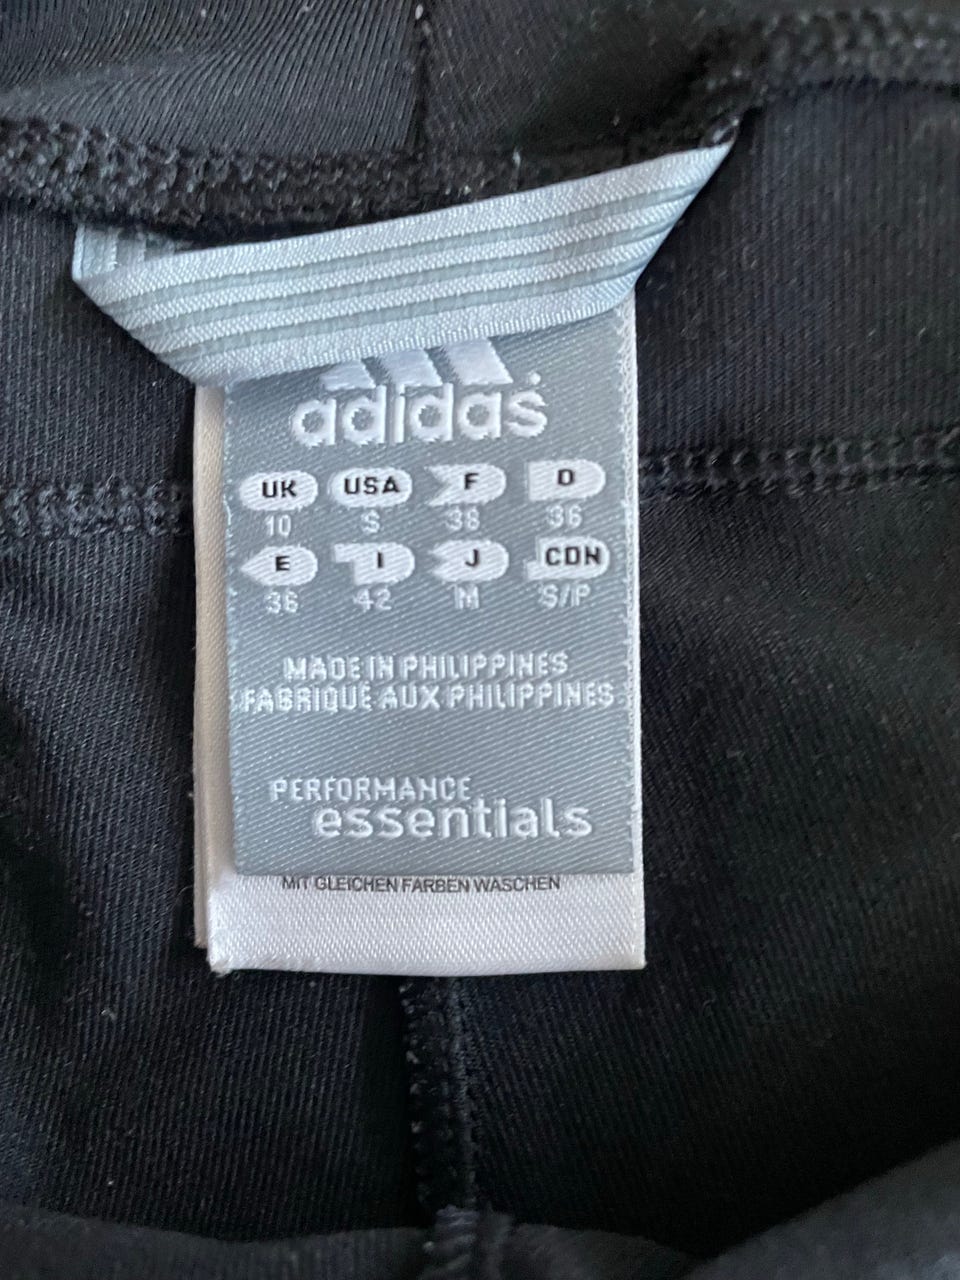 adidas
UK USA F D
10 S 38 36
E I J CDN
36 42 M S/P
MADE IN PHILIPPINES
FABRIQUÉ AUX PHILIPPINES
PERFORMANCE
essentials
MIT GLEICHEN FARBEN WASCHEN